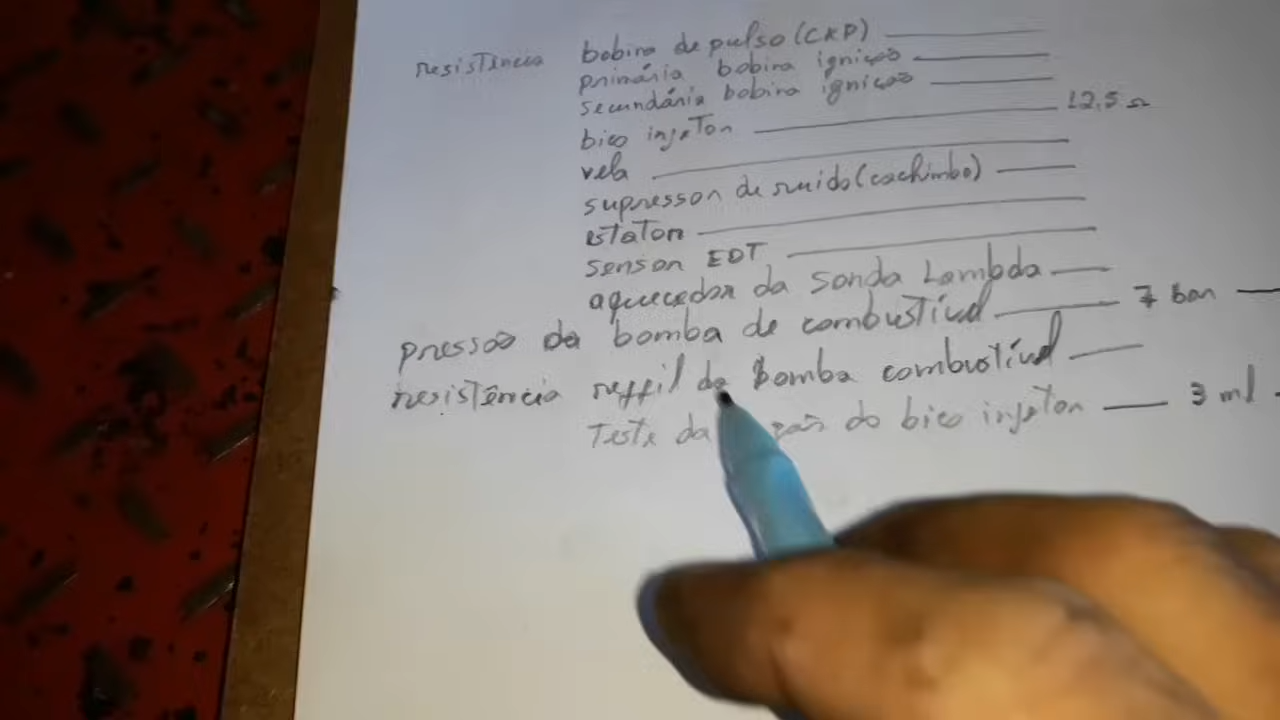 resistência bobina de pulso (CKP)
primária bobina ignição
secundária bobina ignição
bico injetor 12,5 Ω
vela
supressor de ruido (cachimbo)
estator
sensor EOT
aquecedor da sonda Lambda
pressão da bomba de combustível 7 bar
resistência reffil da bomba combustível
Teste da do bico injetor 3 ml